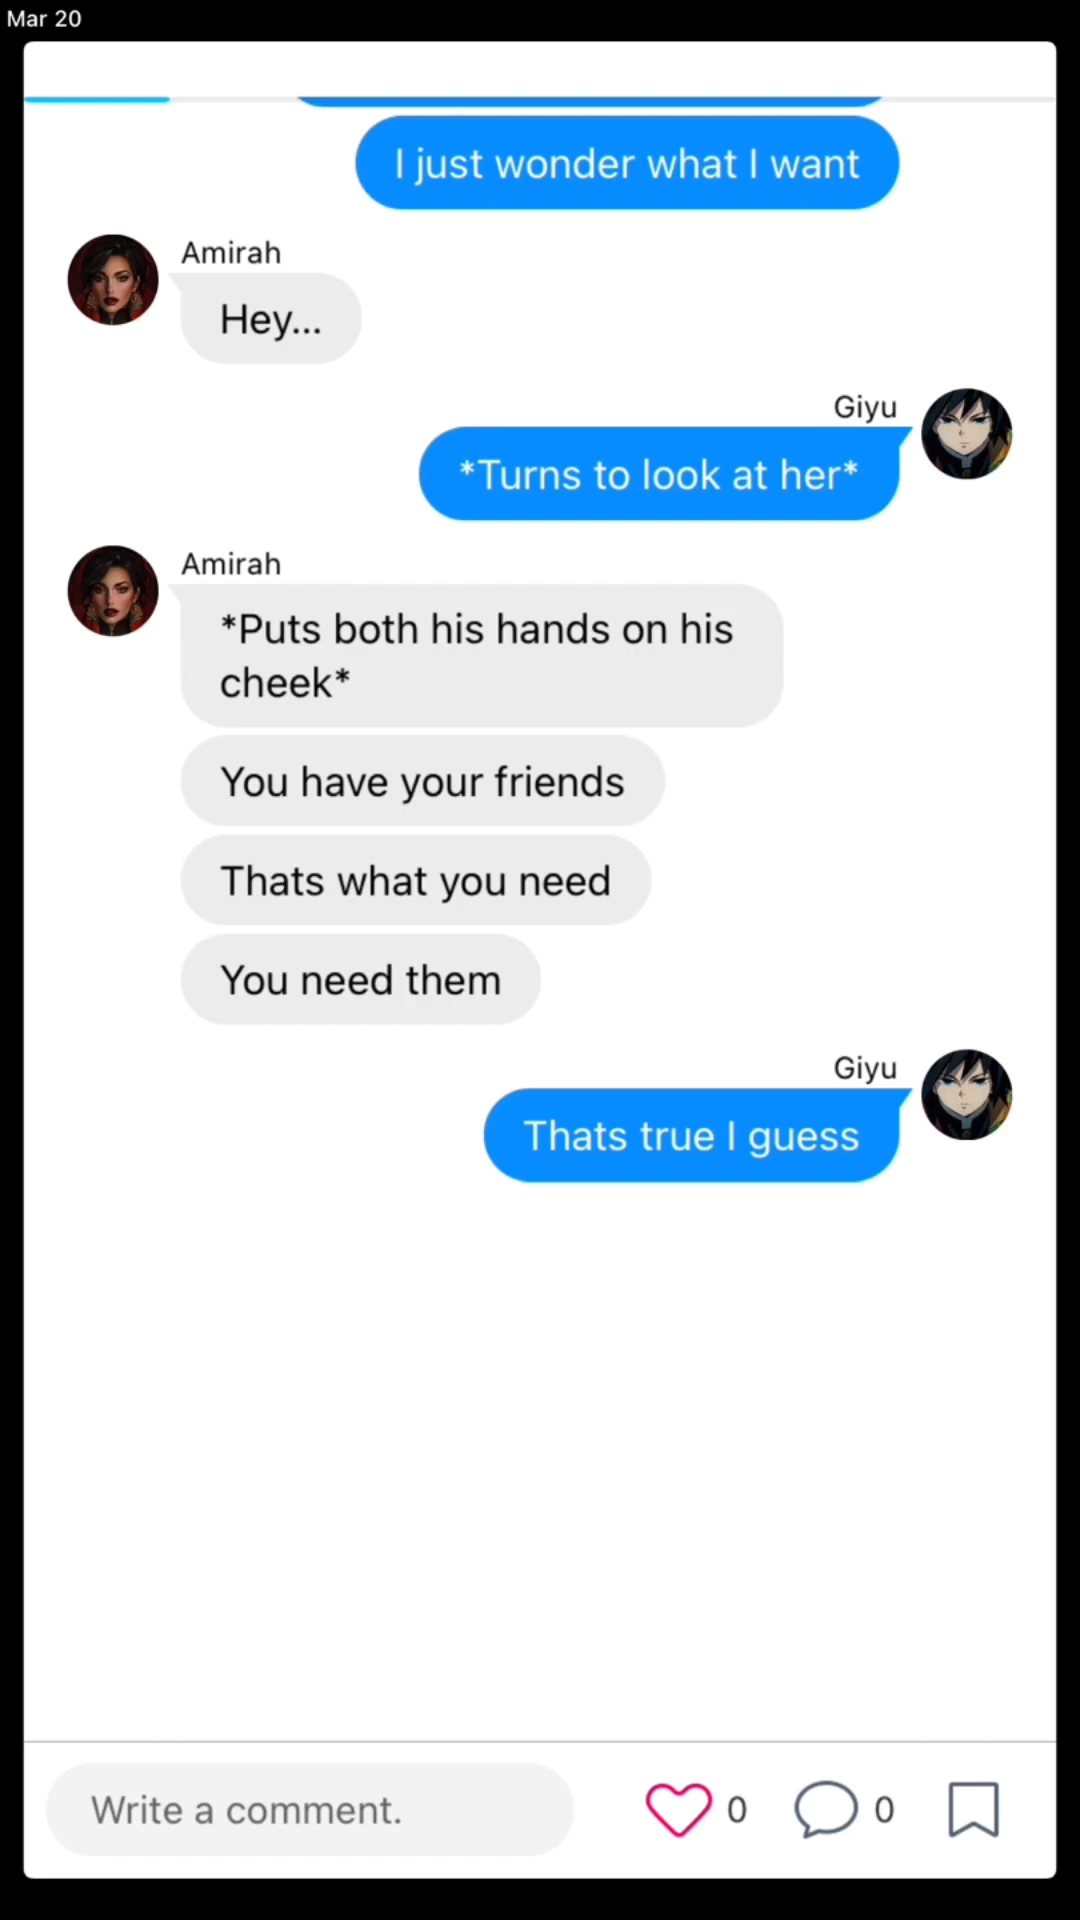 Mar 20
I just wonder what I want
Amirah
Hey...
Giyu
*Turns to look at her*
Amirah
*Puts both his hands on his
cheek*
You have your friends
Thats what you need
You need them
Giyu
Thats true I guess
Write a comment.
0
0